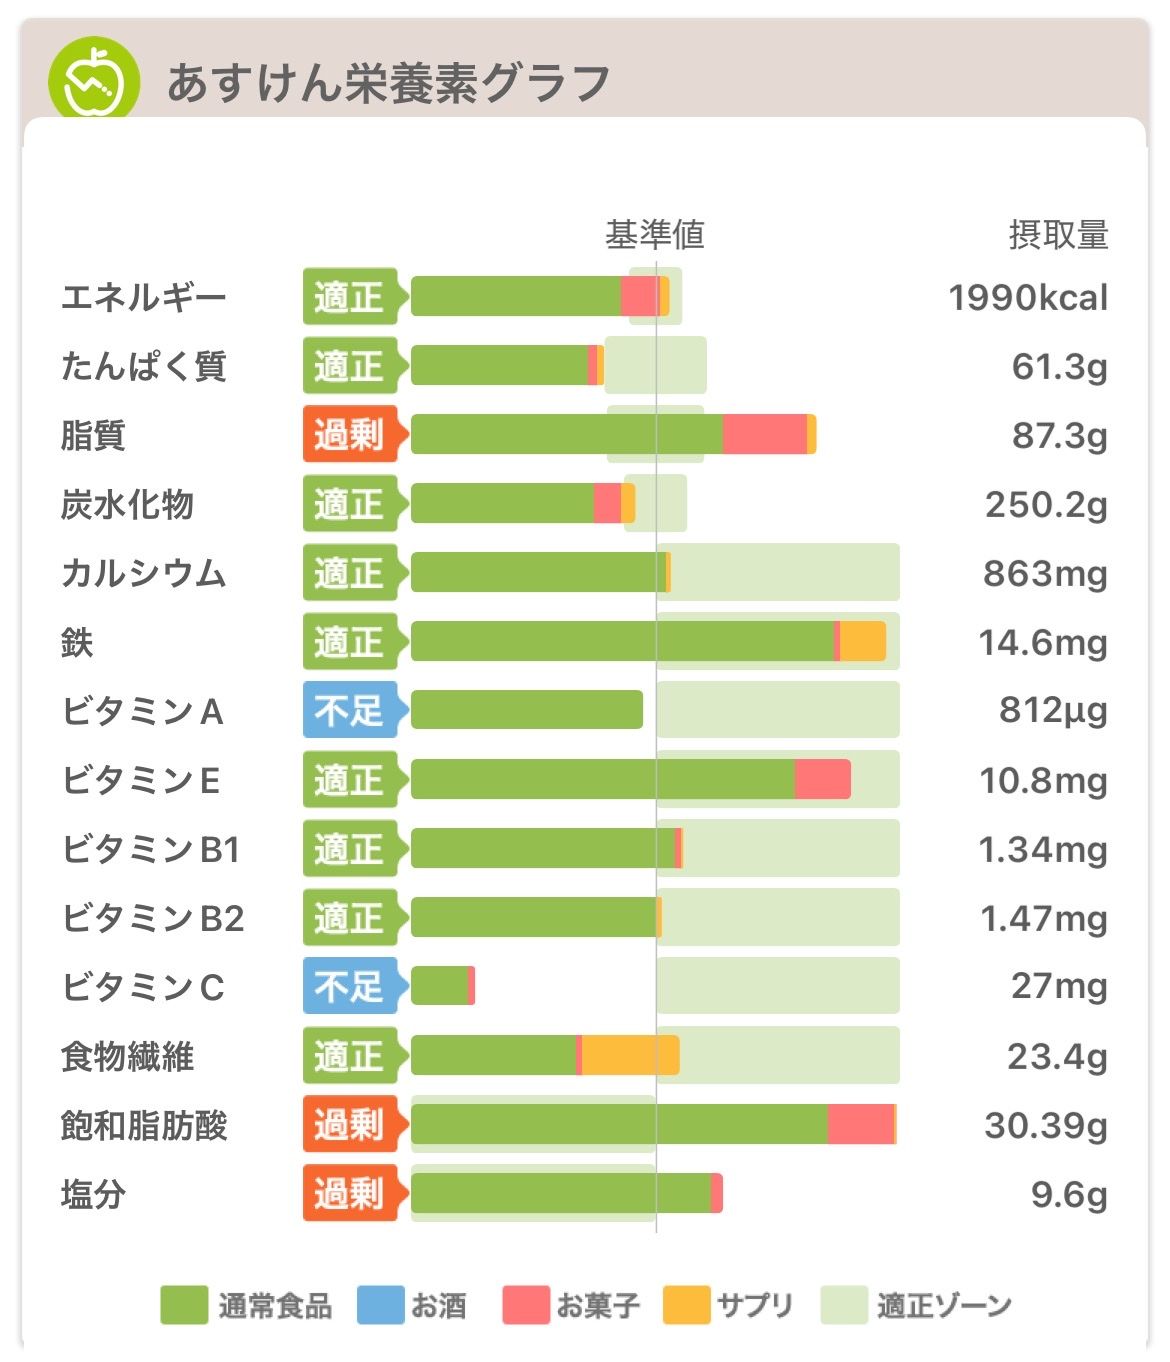 あすけん栄養素グラフ
基準値 摂取量
エネルギー 適正 1990kcal
たんぱく質 適正 61.3g
脂質 過剰 87.3g
炭水化物 適正 250.2g
カルシウム 適正 863mg
鉄 適正 14.6mg
ビタミンA 不足 812μg
ビタミンE 適正 10.8mg
ビタミンB1 適正 1.34mg
ビタミンB2 適正 1.47mg
ビタミンC 不足 27mg
食物繊維 適正 23.4g
飽和脂肪酸 過剰 30.39g
塩分 過剰 9.6g
通常食品 お酒 お菓子 サプリ 適正ゾーン